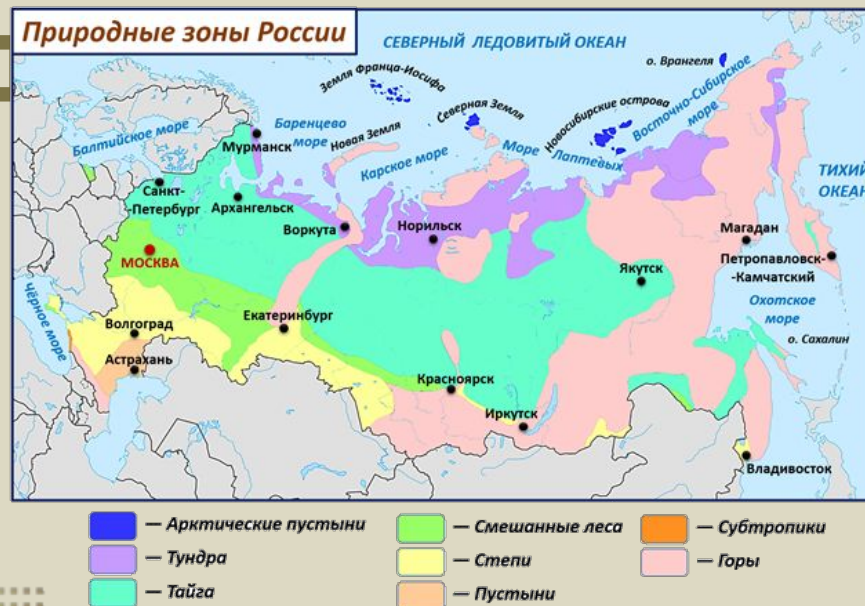 Природные зоны России
СЕВЕРНЫЙ ЛЕДОВИТЫЙ ОКЕАН
о. Врангеля
Земля Франца-Иосифа
Северная Земля
Новосибирские острова
Восточно-Сибирское
море
Баренцево
море
Новая Земля
Карское море
Море Лаптедых
Балтийское море
Мурманск
ТИХИЙ
ОКЕАН
Санкт-
-Петербург
Архангельск
Воркута
Норильск
Магадан
Петропавловск-
-Камчатский
МОСКВА
Якутск
Охотское
море
Чёрное море
Волгоград
Екатеринбург
о. Сахалин
Астрахань
Красноярск
Иркутск
Владивосток
— Арктические пустыни
— Тундра
— Тайга
— Смешанные леса
— Степи
— Пустыни
— Субтропики
— Горы